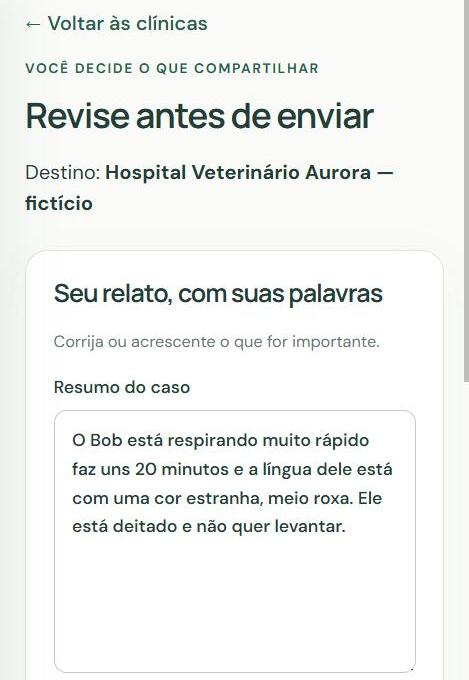 ← Voltar às clínicas
VOCÊ DECIDE O QUE COMPARTILHAR
Revise antes de enviar
Destino: Hospital Veterinário Aurora —
fictício
Seu relato, com suas palavras
Corrija ou acrescente o que for importante.
Resumo do caso
O Bob está respirando muito rápido
faz uns 20 minutos e a língua dele está
com uma cor estranha, meio roxa. Ele
está deitado e não quer levantar.